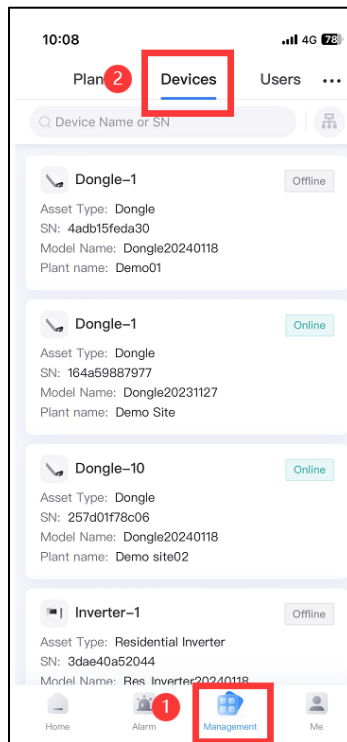 10:08 4G 78
Plan 2 Devices Users ...
Device Name or SN
Dongle-1 Offline
Asset Type: Dongle
SN: 4adb15feda30
Model Name: Dongle20240118
Plant name: Demo01
Dongle-1 Online
Asset Type: Dongle
SN: 164a59887977
Model Name: Dongle20231127
Plant name: Demo Site
Dongle-10 Online
Asset Type: Dongle
SN: 257d01f78c06
Model Name: Dongle20240118
Plant name: Demo site02
Inverter-1 Offline
Asset Type: Residential Inverter
SN: 3dae40a52044
Model Name: Res_Inverter20240118
1
Home Alarm Management Me